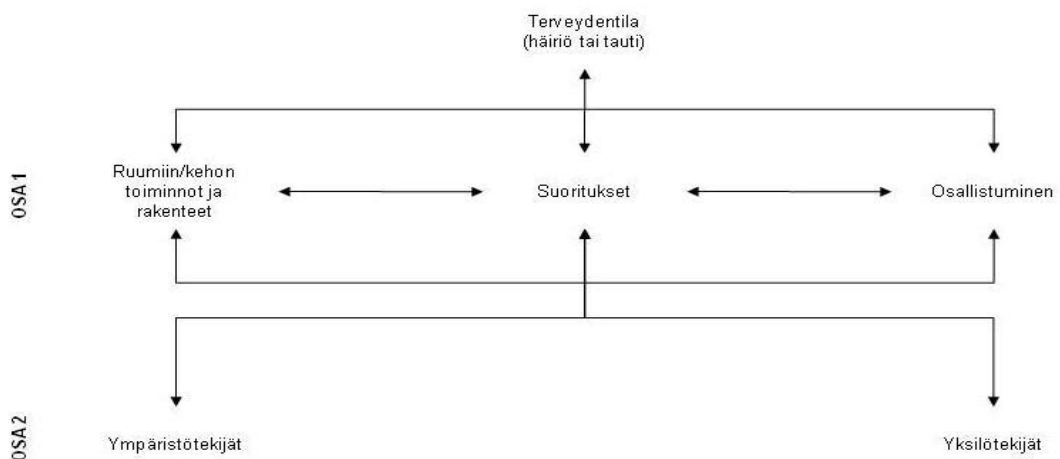 Terveydentila
(häiriö tai tauti)
OSA 1
Ruumiin/kehon
toiminnot ja
rakenteet
Suoritukset
Osallistuminen
OSA 2
Ympäristötekijät
Yksilötekijät